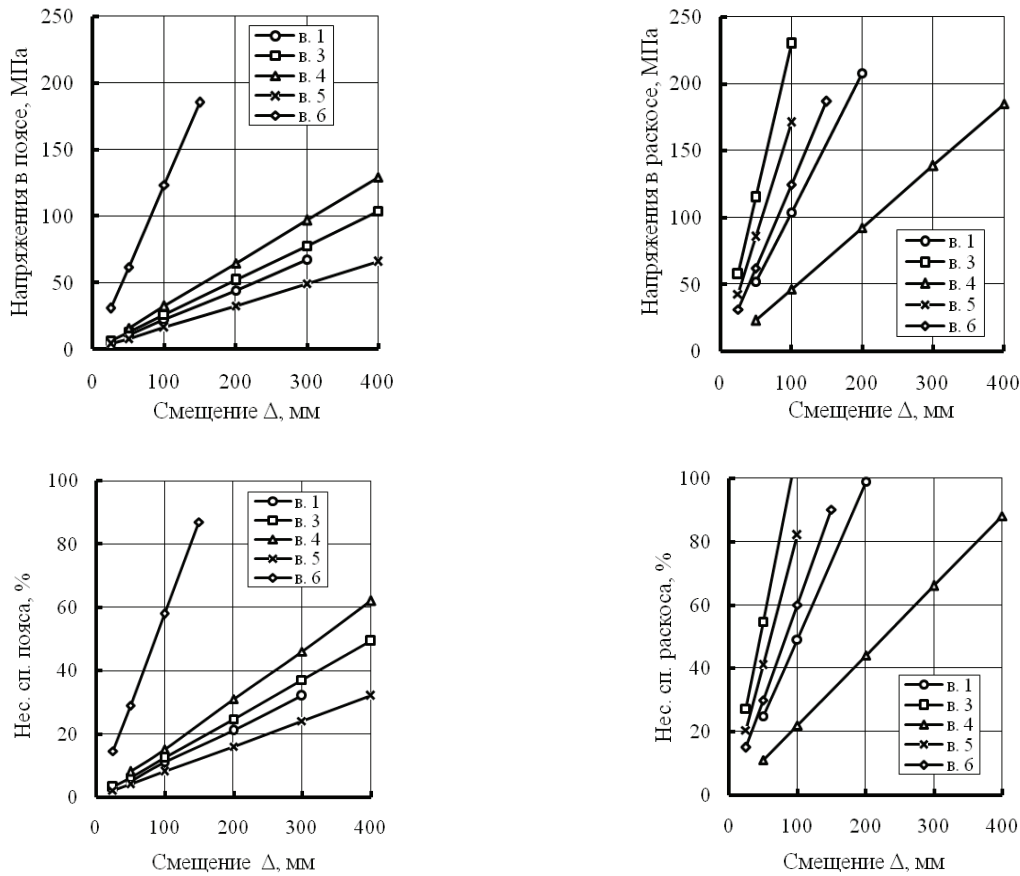 Напряжения в поясе, МПа
250
200
150
100
50
0
0 100 200 300 400
Смещение Δ, мм
в. 1
в. 3
в. 4
в. 5
в. 6
Напряжения в раскосе, МПа
250
200
150
100
50
0
0 100 200 300 400
Смещение Δ, мм
в. 1
в. 3
в. 4
в. 5
в. 6
Нес. сп. пояса, %
100
80
60
40
20
0
0 100 200 300 400
Смещение Δ, мм
в. 1
в. 3
в. 4
в. 5
в. 6
Нес. сп. раскоса, %
100
80
60
40
20
0
0 100 200 300 400
Смещение Δ, мм
в. 1
в. 3
в. 4
в. 5
в. 6